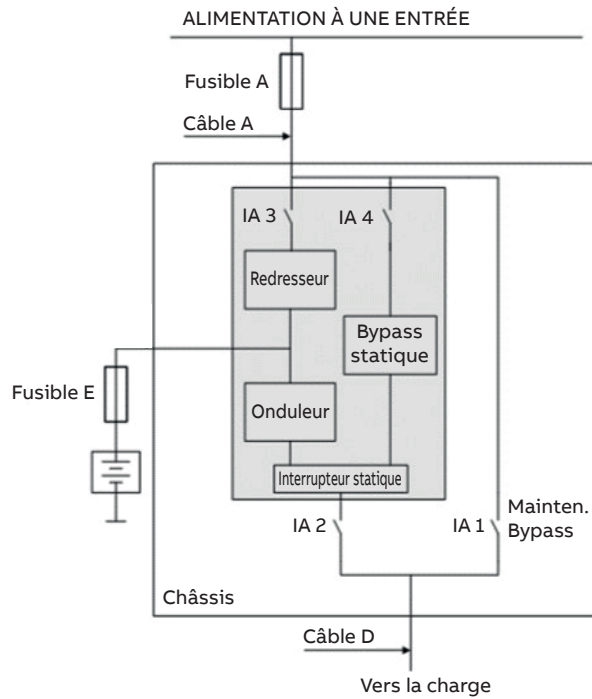 ALIMENTATION À UNE ENTRÉE
Fusible A
Câble A
IA 3
IA 4
Redresseur
Bypass
statique
Fusible E
Onduleur
Interrupteur statique
IA 2
IA 1
Mainten.
Bypass
Châssis
Câble D
Vers la charge